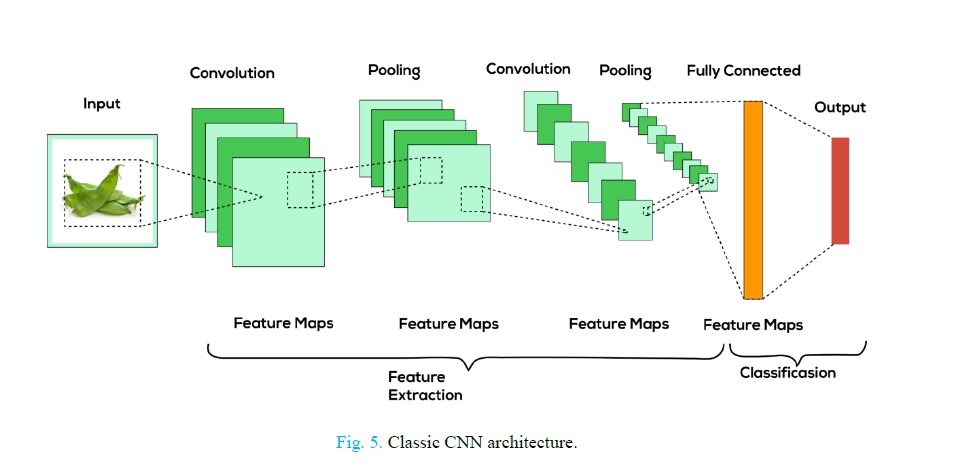 Input
Convolution
Pooling
Convolution
Pooling
Fully Connected
Output
Feature Maps
Feature Maps
Feature Maps
Feature Maps
Feature
Extraction
Classificasion
Fig. 5. Classic CNN architecture.